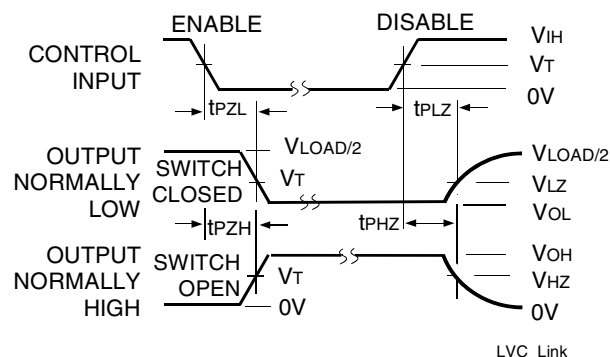 ENABLE DISABLE
CONTROL INPUT
VIH
VT
0V
tPZL tPLZ
OUTPUT NORMALLY LOW
SWITCH CLOSED
VLOAD/2
VT
VLOAD/2
VLZ
VOL
tPZH tPHZ
OUTPUT NORMALLY HIGH
SWITCH OPEN
VT
0V
VOH
VHZ
0V
LVC Link